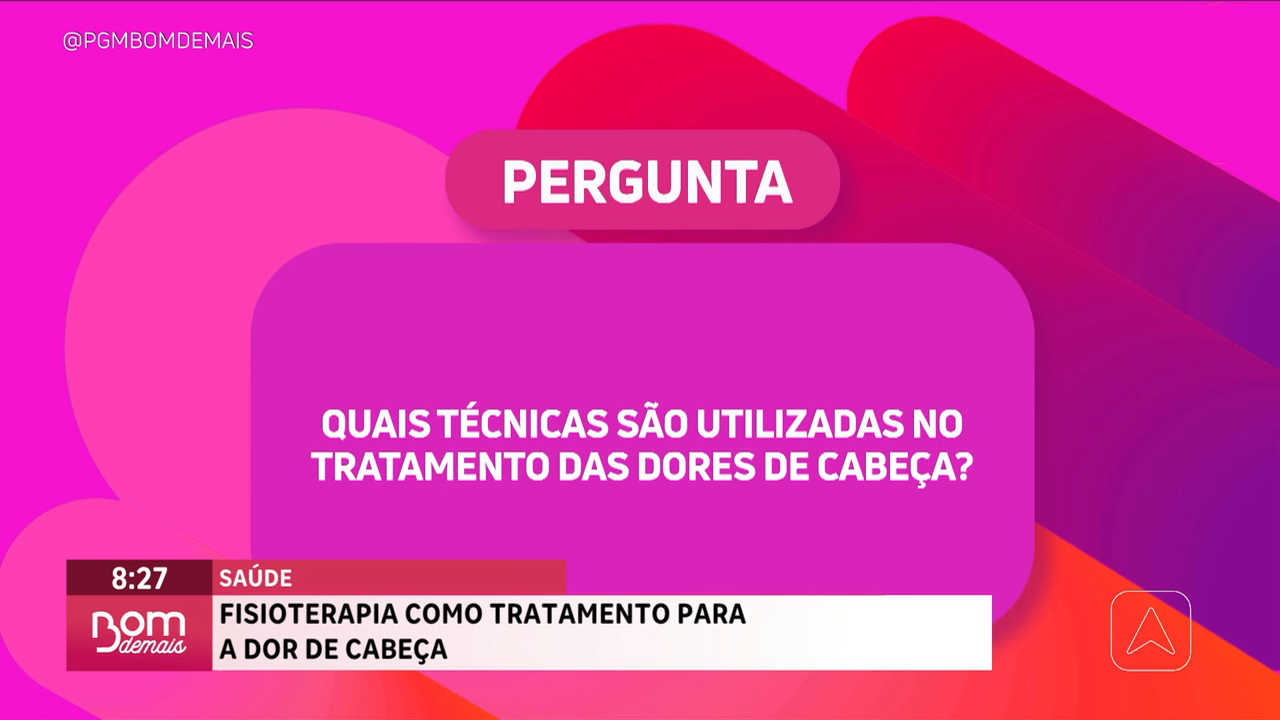 @PGMBOMDEMAIS
PERGUNTA
QUAIS TÉCNICAS SÃO UTILIZADAS NO
TRATAMENTO DAS DORES DE CABEÇA?
8:27 SAÚDE
Bom
demais
FISIOTERAPIA COMO TRATAMENTO PARA
A DOR DE CABEÇA